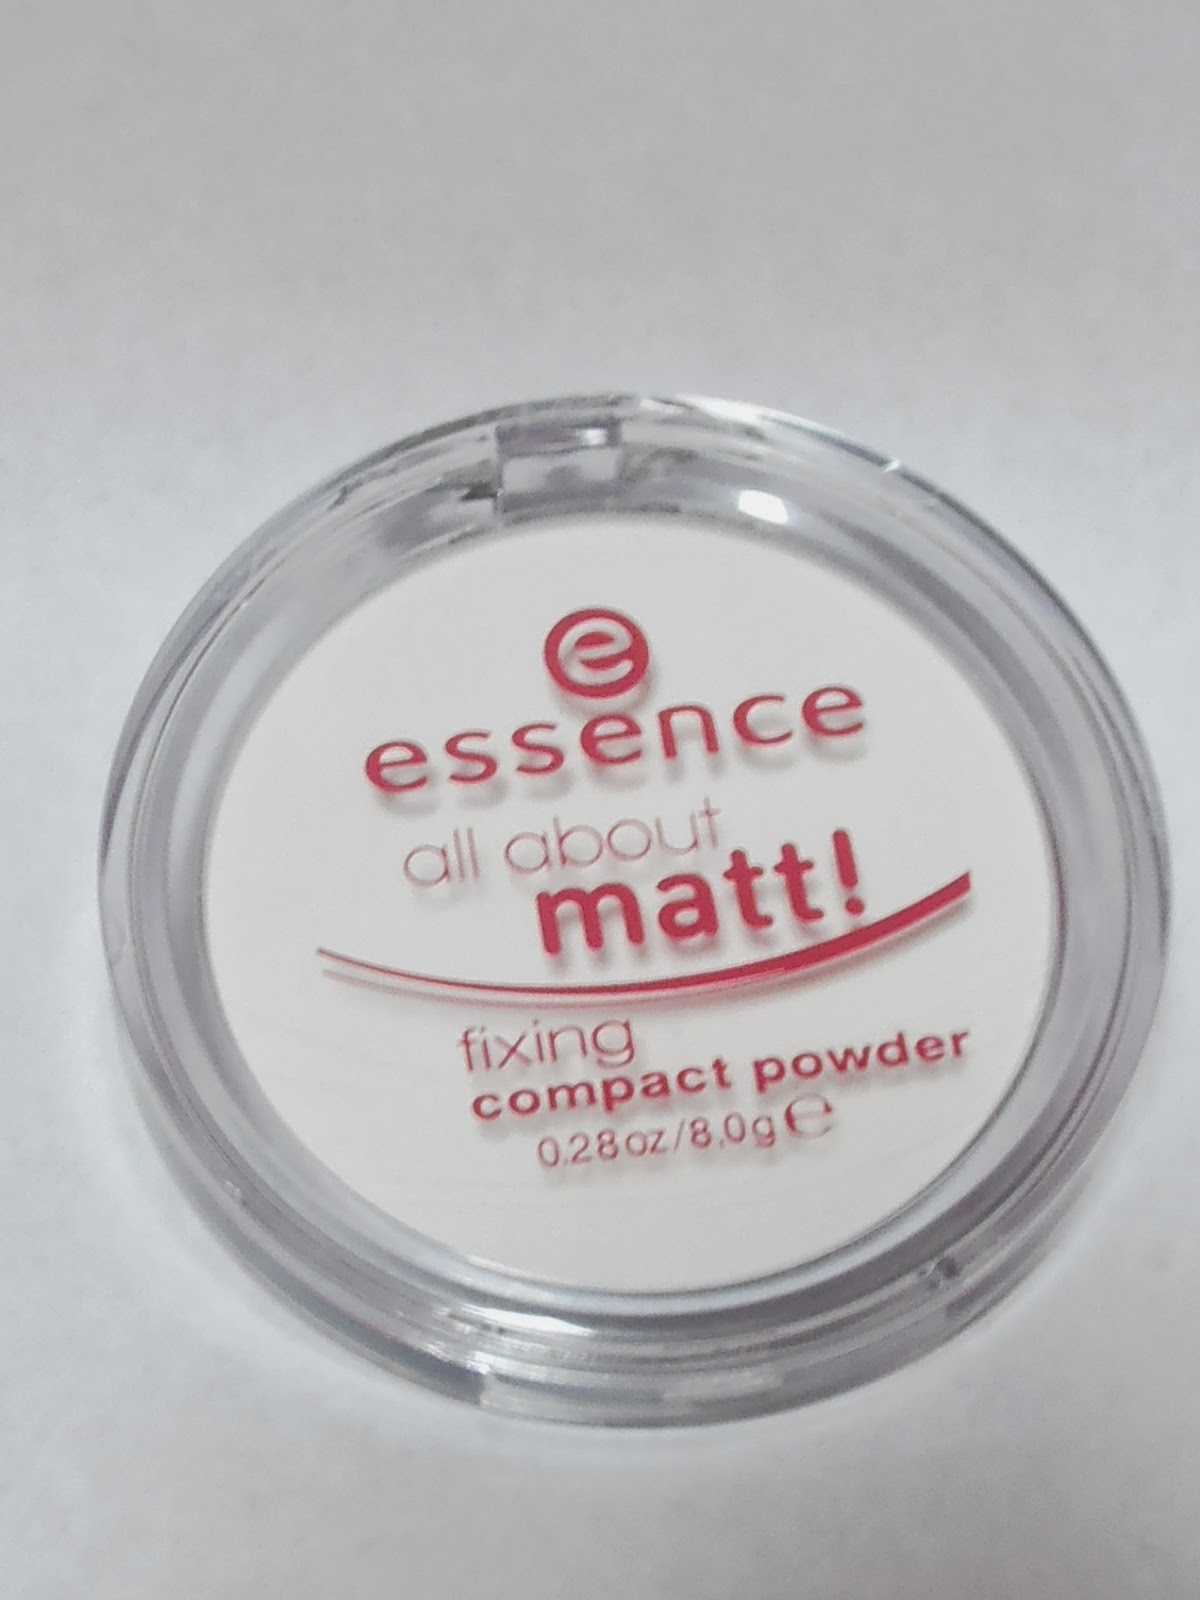 e
essence
all about
matt!
fixing
compact powder
0.28oz/8.0g ℮